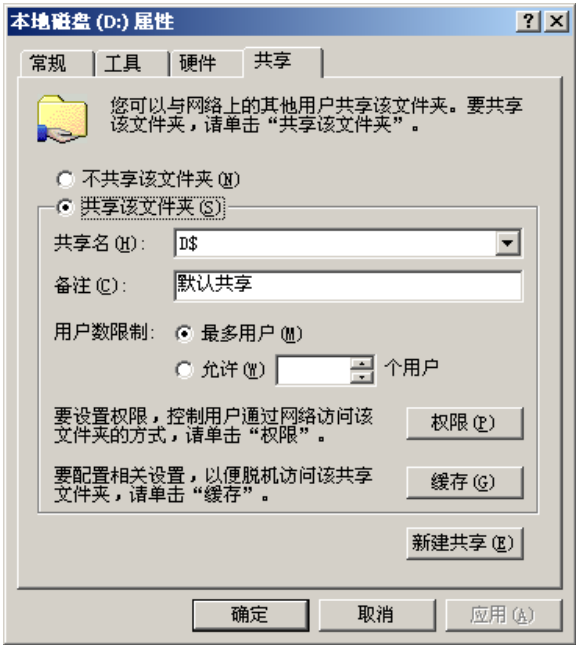 本地磁盘 (D:) 属性
常规 工具 硬件 共享
您可以与网络上的其他用户共享该文件夹。要共享
该文件夹，请单击“共享该文件夹”。
不共享该文件夹(N)
共享该文件夹(S)
共享名(H): D$
备注(C): 默认共享
用户数限制: 最多用户(M)
允许(W) 个用户
要设置权限，控制用户通过网络访问该
文件夹的方式，请单击“权限”。
权限(P)
要配置相关设置，以便脱机访问该共享
文件夹，请单击“缓存”。
缓存(G)
新建共享(E)
确定 取消 应用(A)